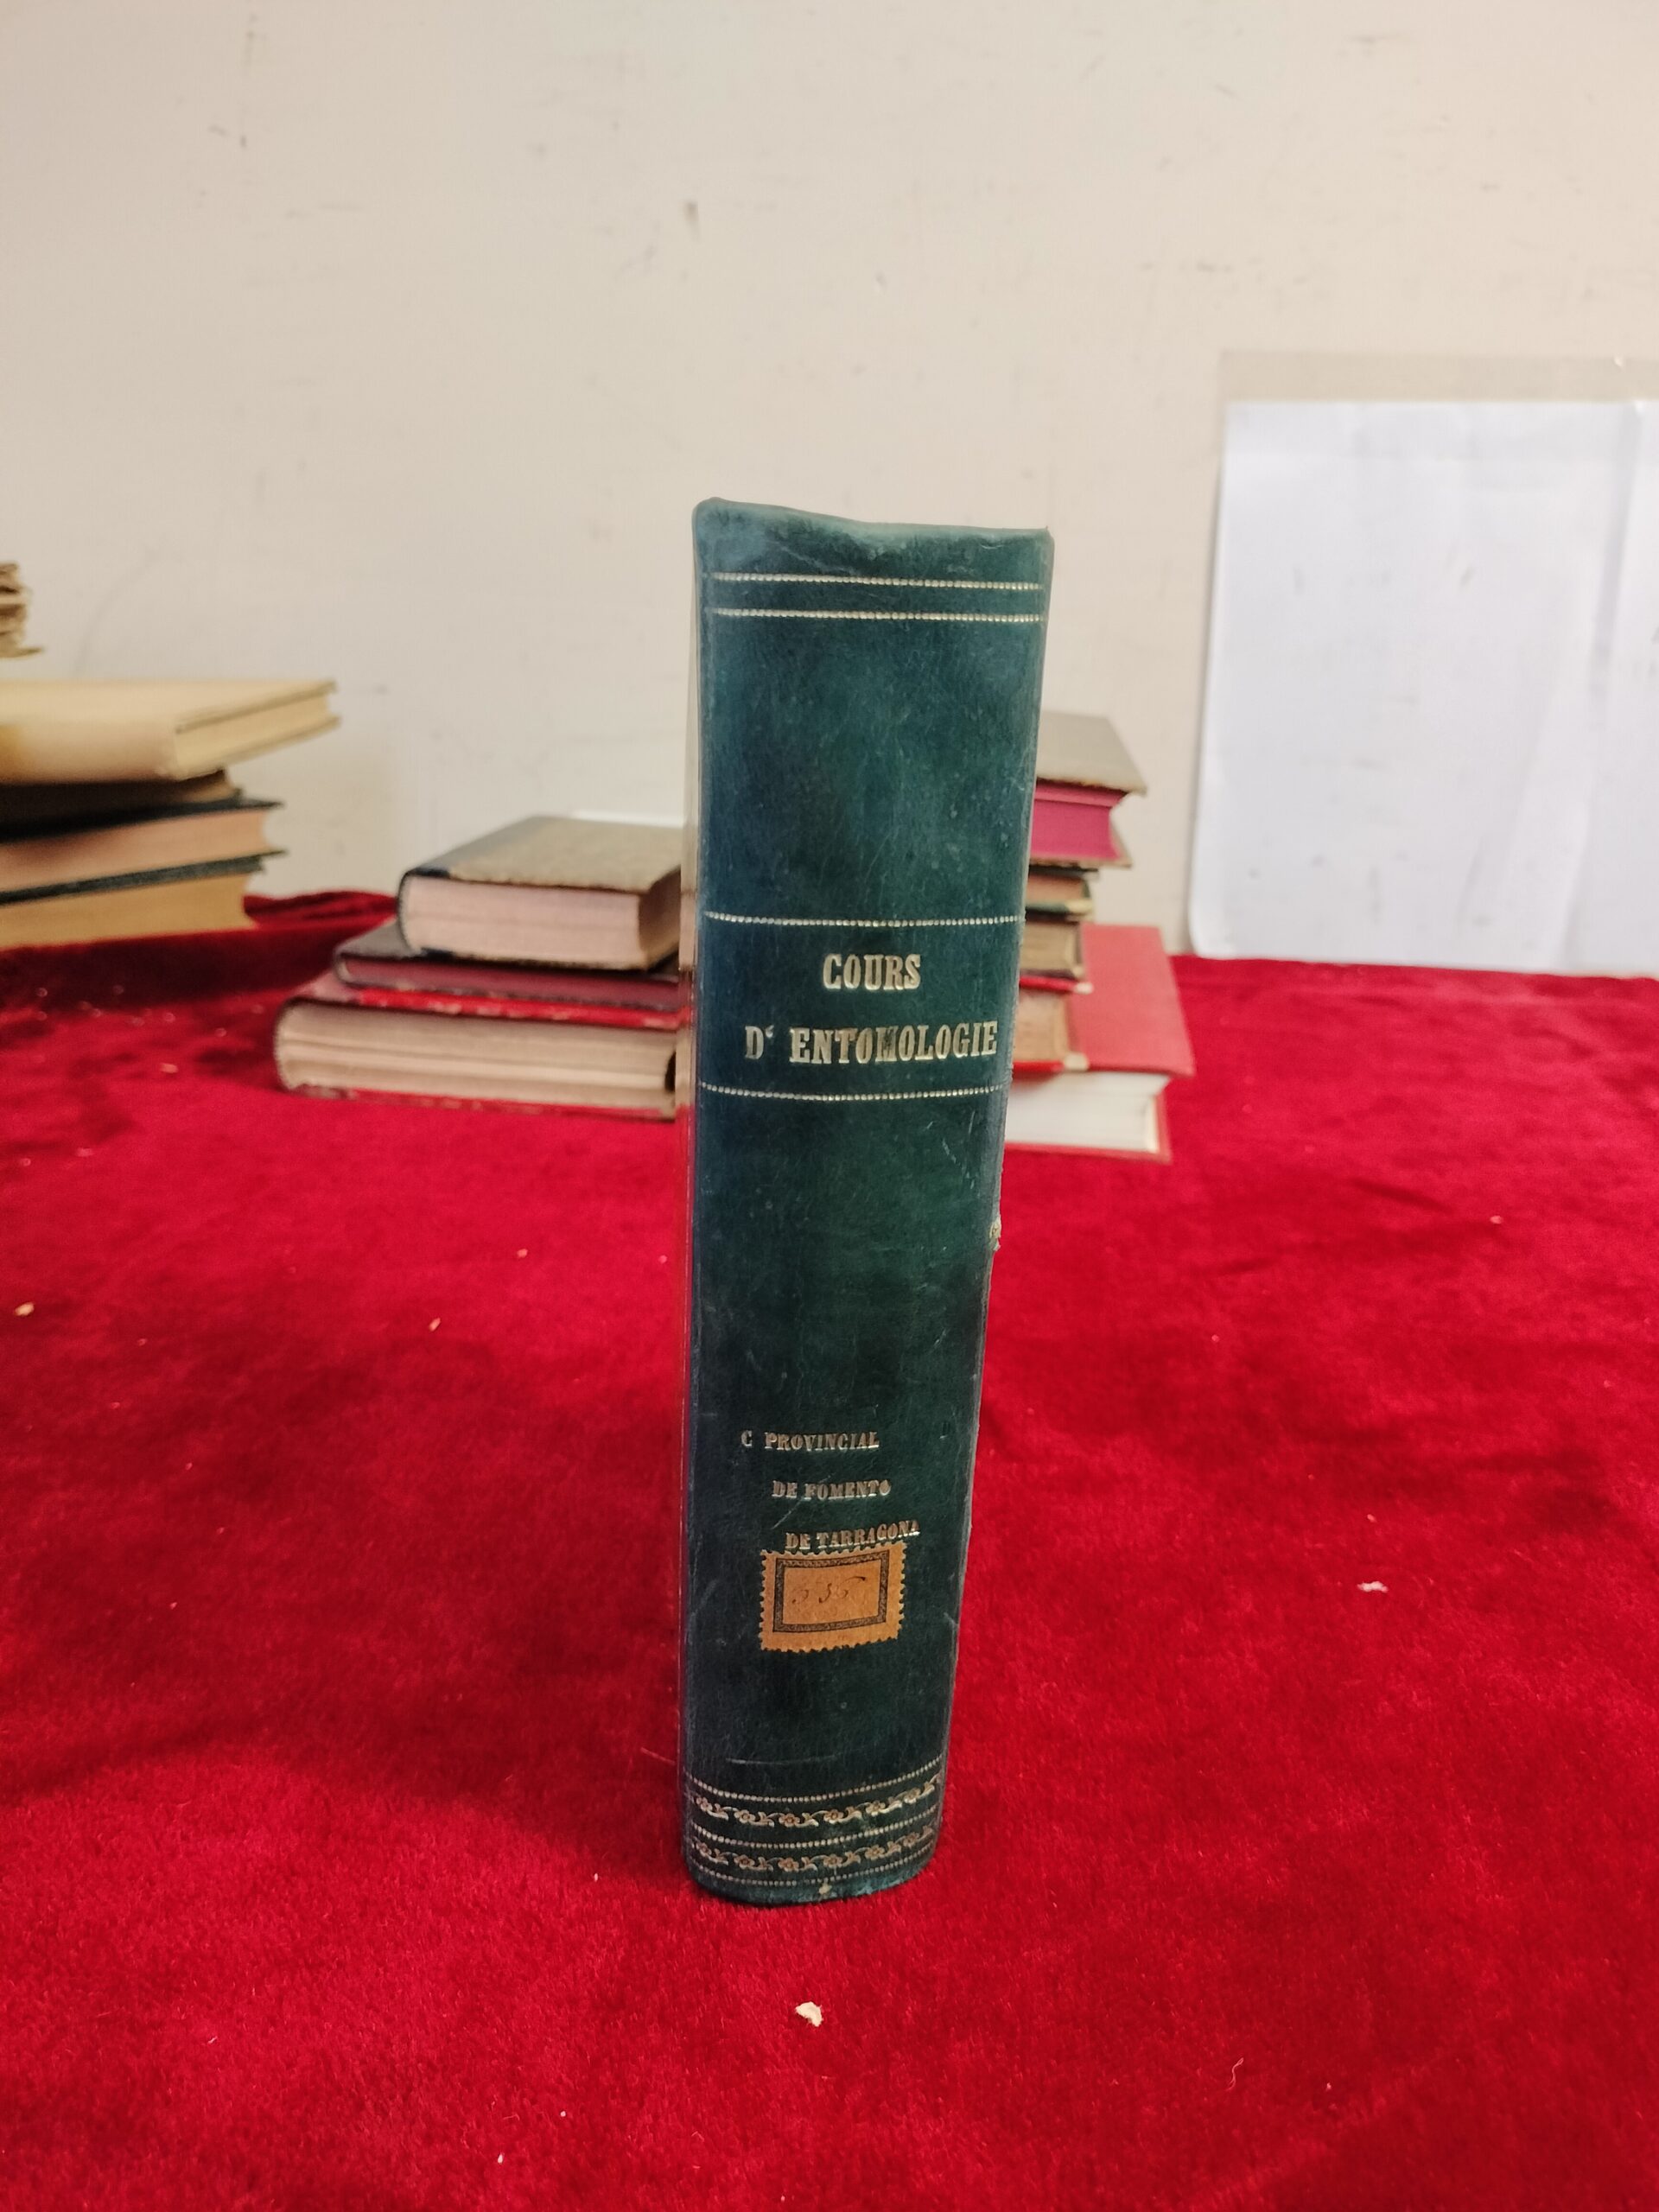 COURS
D' ENTOMOLOGIE
C PROVINCIAL
DE FOMENTO
DE TARRAGONA